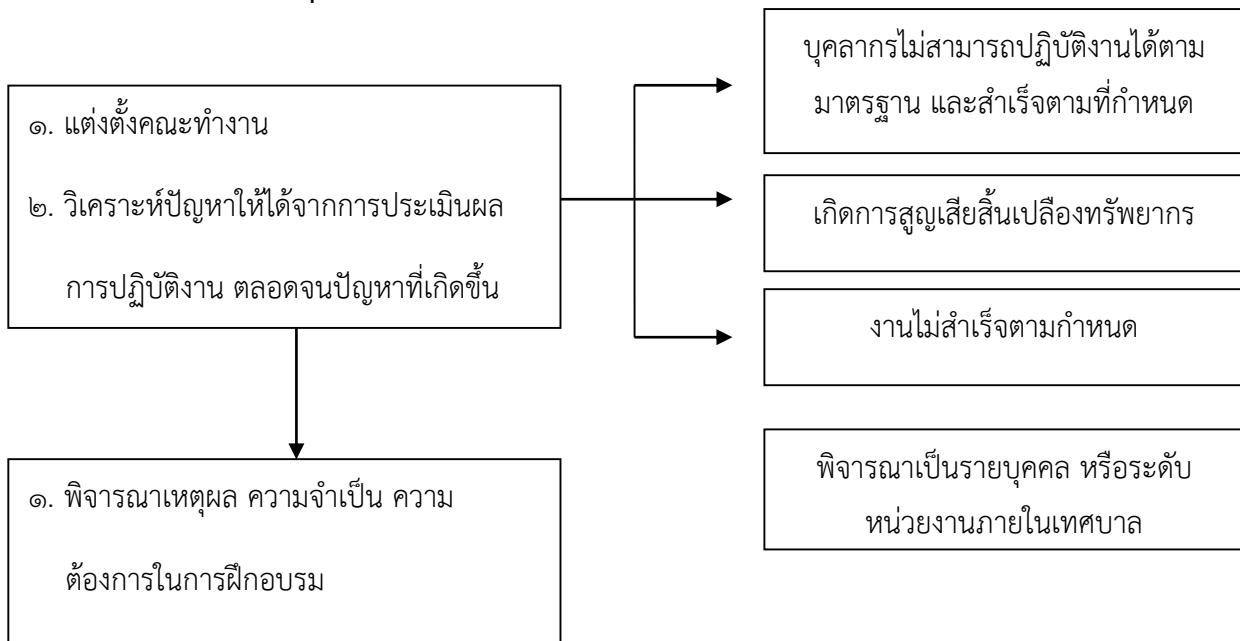 ๑. แต่งตั้งคณะทำงาน
๒. วิเคราะห์ปัญหาให้ได้จากการประเมินผล
การปฏิบัติงาน ตลอดจนปัญหาที่เกิดขึ้น
บุคลากรไม่สามารถปฏิบัติงานได้ตาม
มาตรฐาน และสำเร็จตามที่กำหนด
เกิดการสูญเสียสิ้นเปลืองทรัพยากร
งานไม่สำเร็จตามกำหนด
๑. พิจารณาเหตุผล ความจำเป็น ความ
ต้องการในการฝึกอบรม
พิจารณาเป็นรายบุคคล หรือระดับ
หน่วยงานภายในเทศบาล